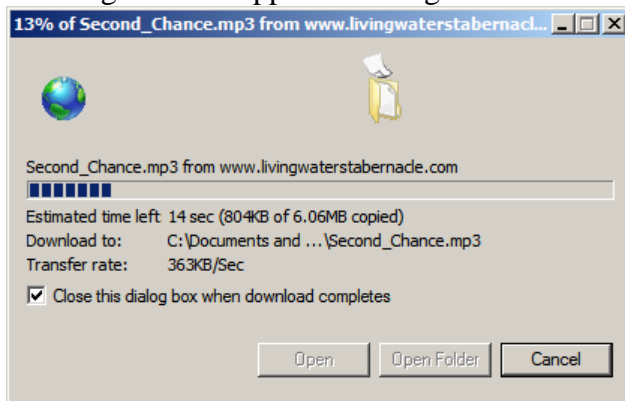 13% of Second_Chance.mp3 from www.livingwaterstabernacl...
Second_Chance.mp3 from www.livingwaterstabernacle.com
Estimated time left 14 sec (804KB of 6.06MB copied)
Download to: C:\Documents and ...\Second_Chance.mp3
Transfer rate: 363KB/Sec
Close this dialog box when download completes
Open Open Folder Cancel